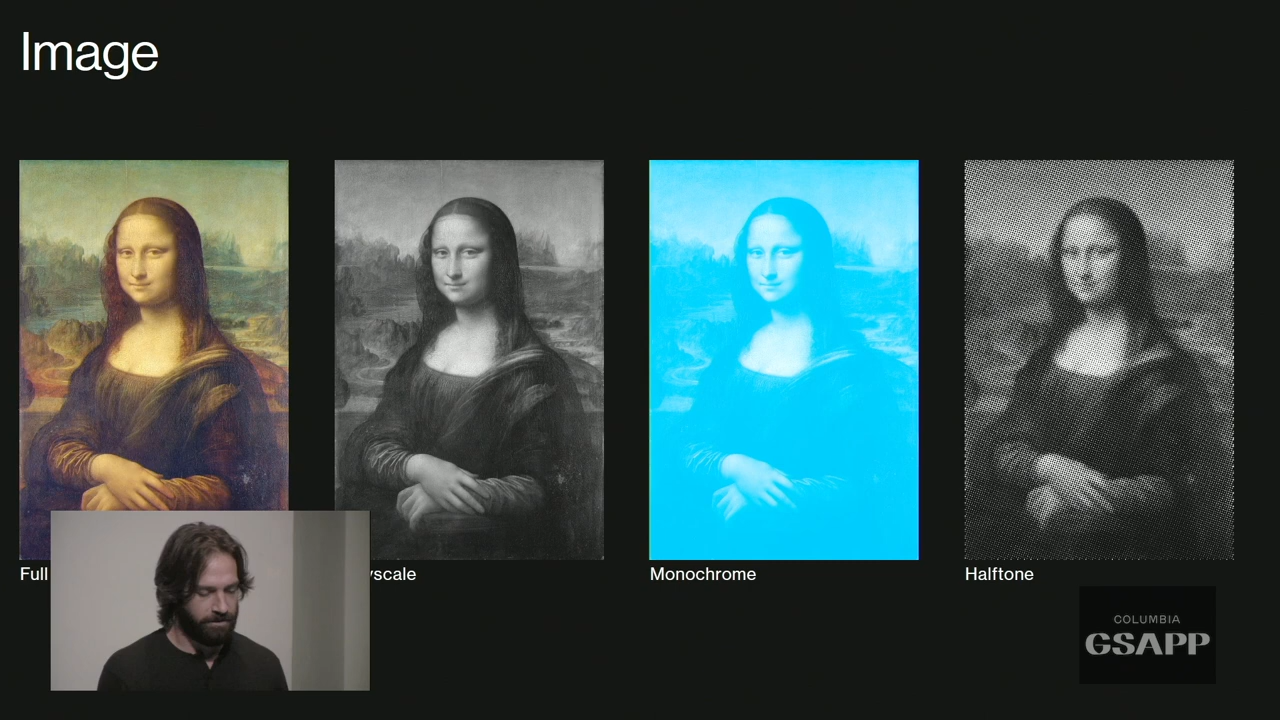 Image
Full
yscale
Monochrome
Halftone
COLUMBIA
GSAPP